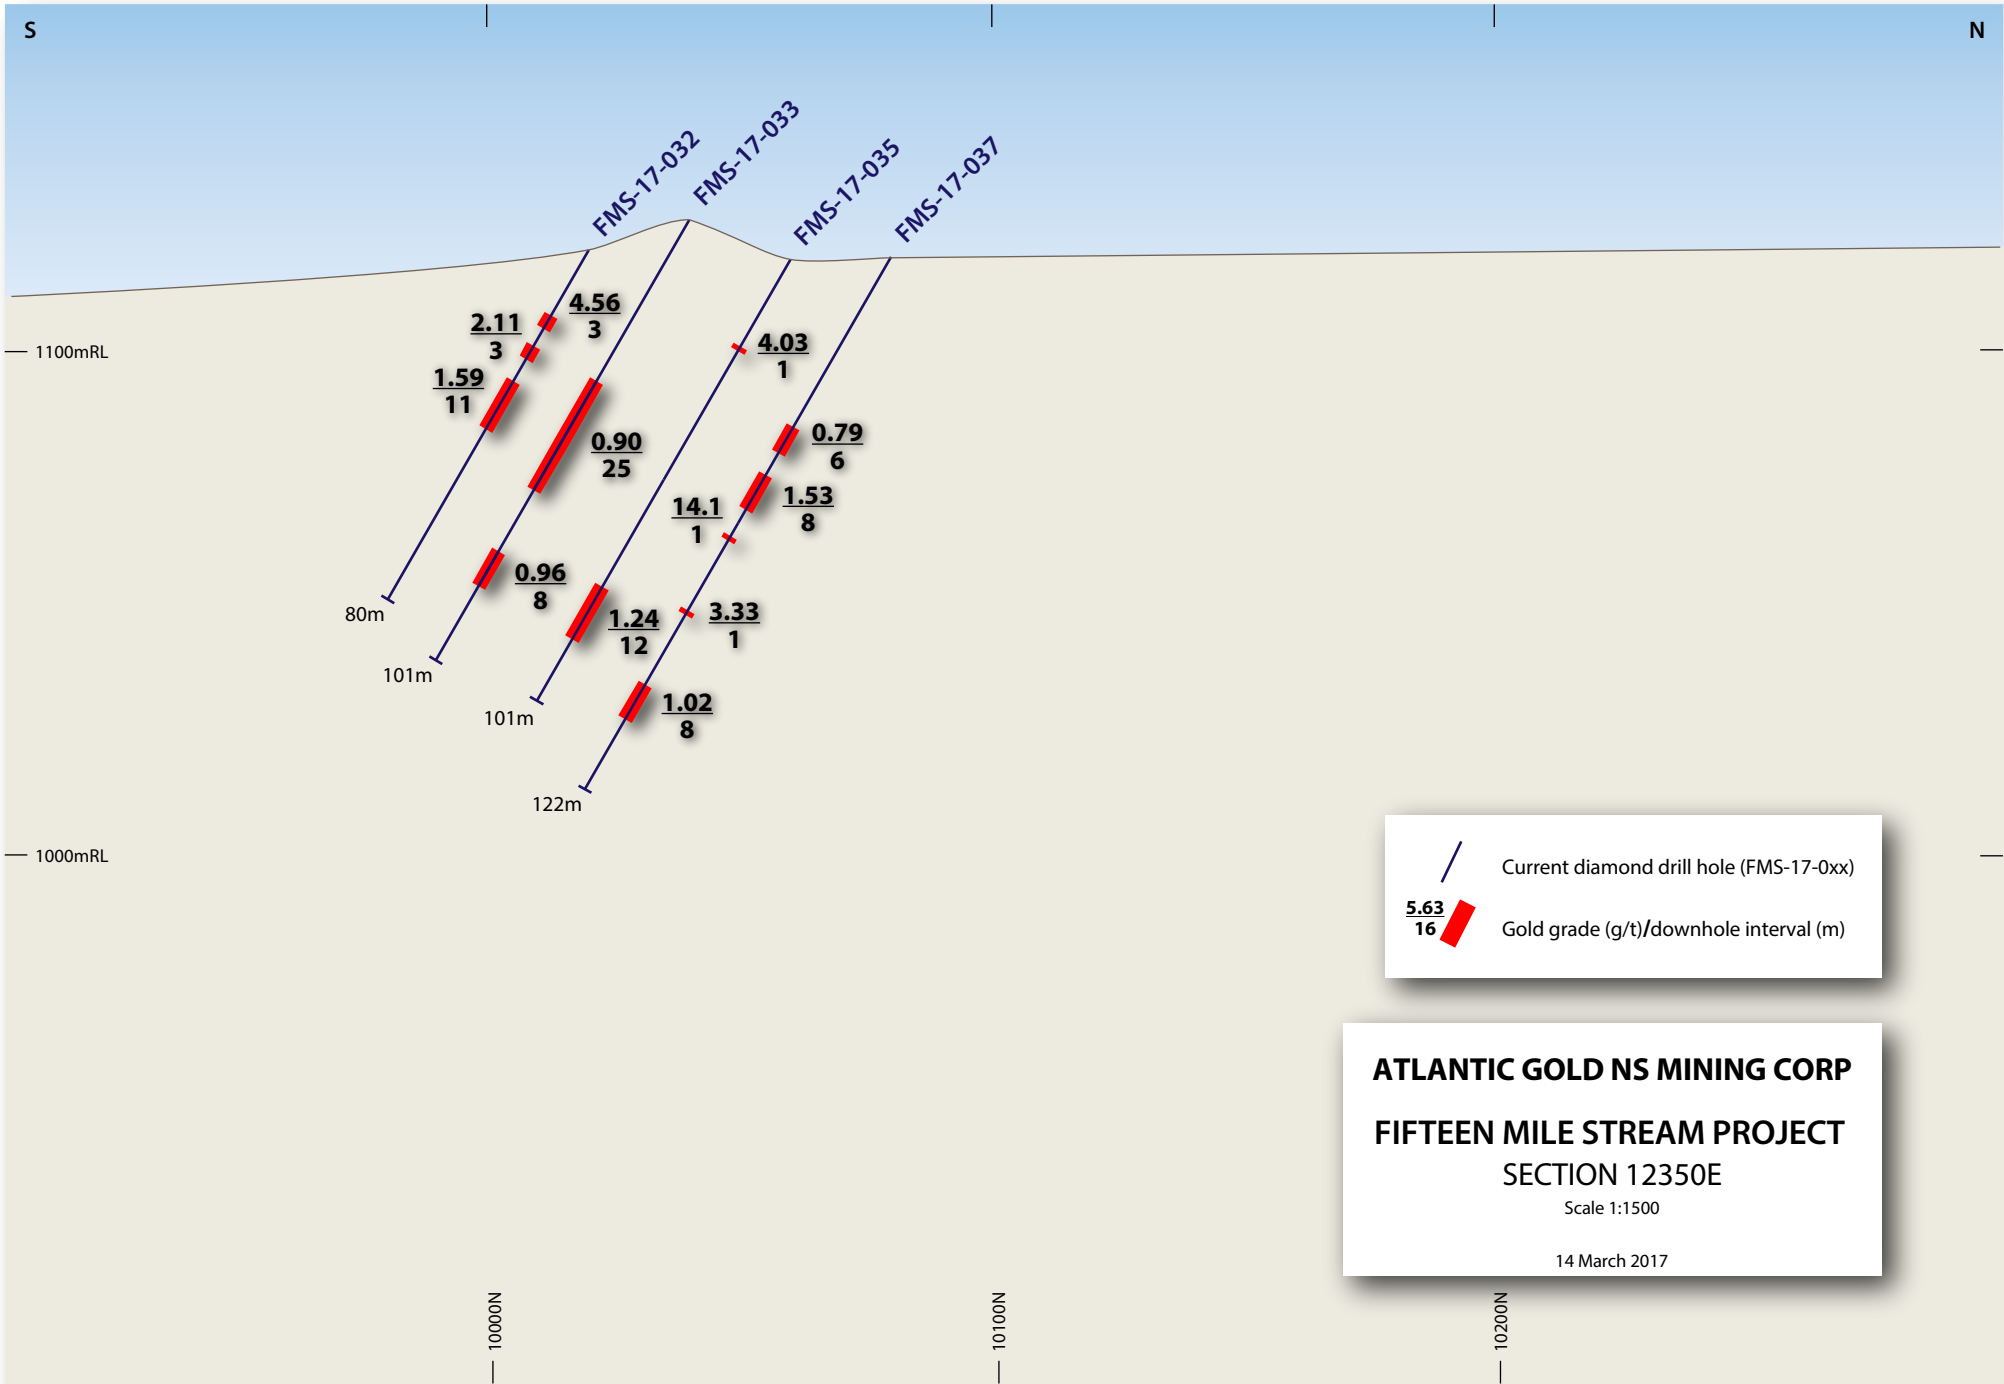 S
N
FMS-17-032
FMS-17-033
FMS-17-035
FMS-17-037
4.56
3
2.11
3
1.59
11
4.03
1
1100mRL
0.90
25
0.79
6
1.53
8
14.1
1
0.96
8
1.24
12
3.33
1
80m
101m
101m
1.02
8
122m
1000mRL
Current diamond drill hole (FMS-17-0xx)
5.63
16
Gold grade (g/t)/downhole interval (m)
ATLANTIC GOLD NS MINING CORP
FIFTEEN MILE STREAM PROJECT
SECTION 12350E
Scale 1:1500
14 March 2017
10000N
10100N
10200N